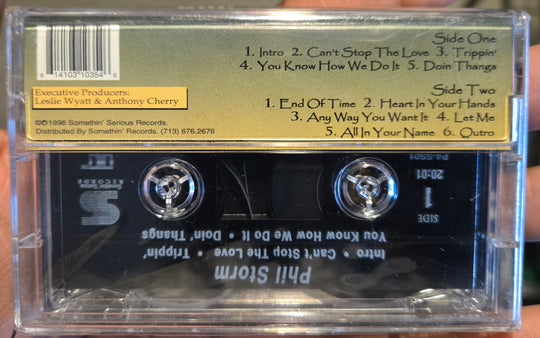 Side One
1. Intro 2. Can't Stop The Love 3. Trippin'
4. You Know How We Do It 5. Doin Thangs
Side Two
1. End Of Time 2. Heart In Your Hands
3. Any Way You Want It 4. Let Me
5. All In Your Name 6. Outro
6 14103 10354 6
Executive Producers:
Leslie Wyatt & Anthony Cherry
©℗1996 Somethin' Serious Records.
Distributed By Somethin' Records. (713) 676.2676
Phil Storm
Intro • Can't Stop The Love • Trippin'
You Know How We Do It • Doin' Thangs
SIDE
1
20:01
S
Somethin' Serious
RECORDS